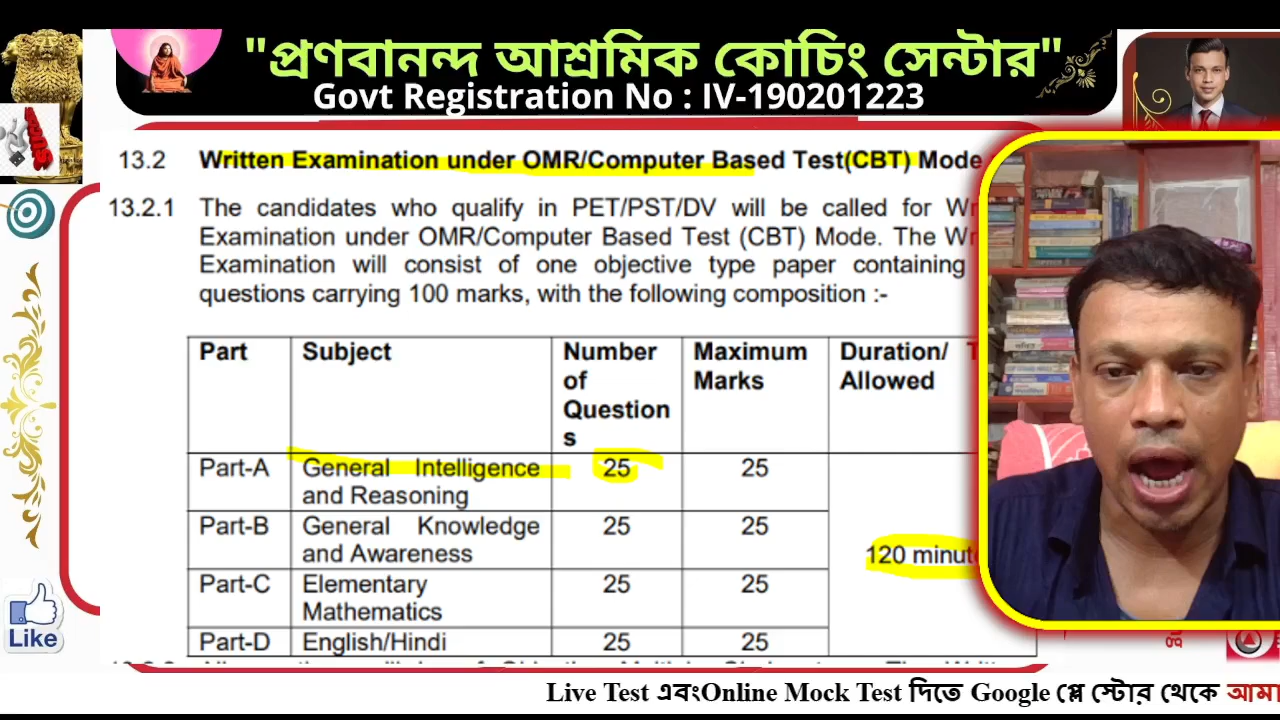 "প্রণবানন্দ আশ্রমিক কোচিং সেন্টার"
Govt Registration No : IV-190201223
13.2 Written Examination under OMR/Computer Based Test(CBT) Mode
13.2.1 The candidates who qualify in PET/PST/DV will be called for
Examination under OMR/Computer Based Test (CBT) Mode. The
Examination will consist of one objective type paper containing
questions carrying 100 marks, with the following composition :-
Part Subject Number of Question s Maximum Marks Duration/ Allowed
Part-A General Intelligence and Reasoning 25 25
Part-B General Knowledge and Awareness 25 25
120
Part-C Elementary Mathematics 25 25
Part-D English/Hindi 25 25
Like
Live Test এবংOnline Mock Test দিতে Google প্লে স্টোর থেকে